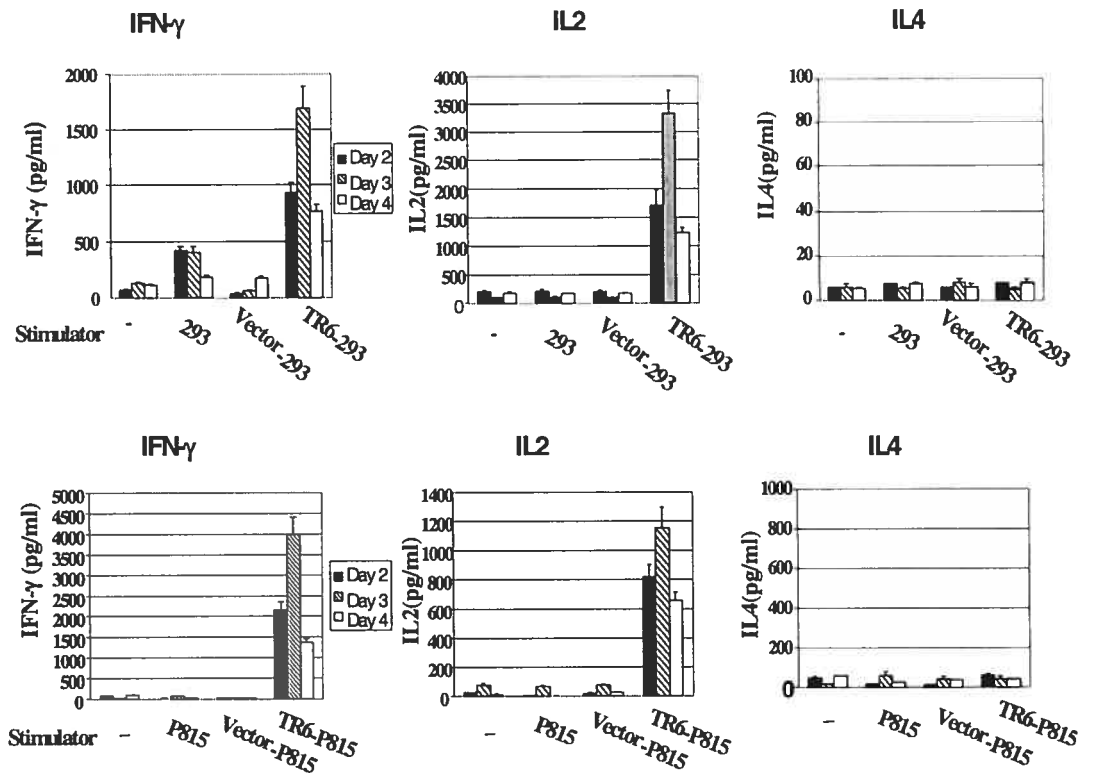 IFN-γ
IL2
IL4
IFN-γ (pg/ml)
2000
1500
1000
500
0
Day 2
Day 3
Day 4
IL2(pg/ml)
4000
3500
3000
2500
2000
1500
1000
500
0
IL4(pg/ml)
100
80
60
40
20
0
Stimulator
-
293
Vector-293
TR6-293
-
293
Vector-293
TR6-293
-
293
Vector-293
TR6-293
IFN-γ
IL2
IL4
IFN-γ (pg/ml)
5000
4500
4000
3500
3000
2500
2000
1500
1000
500
0
Day 2
Day 3
Day 4
IL2(pg/ml)
1400
1200
1000
800
600
400
200
0
IL4(pg/ml)
1000
800
600
400
200
0
Stimulator
-
P815
Vector-P815
TR6-P815
-
P815
Vector-P815
TR6-P815
-
P815
Vector-P815
TR6-P815